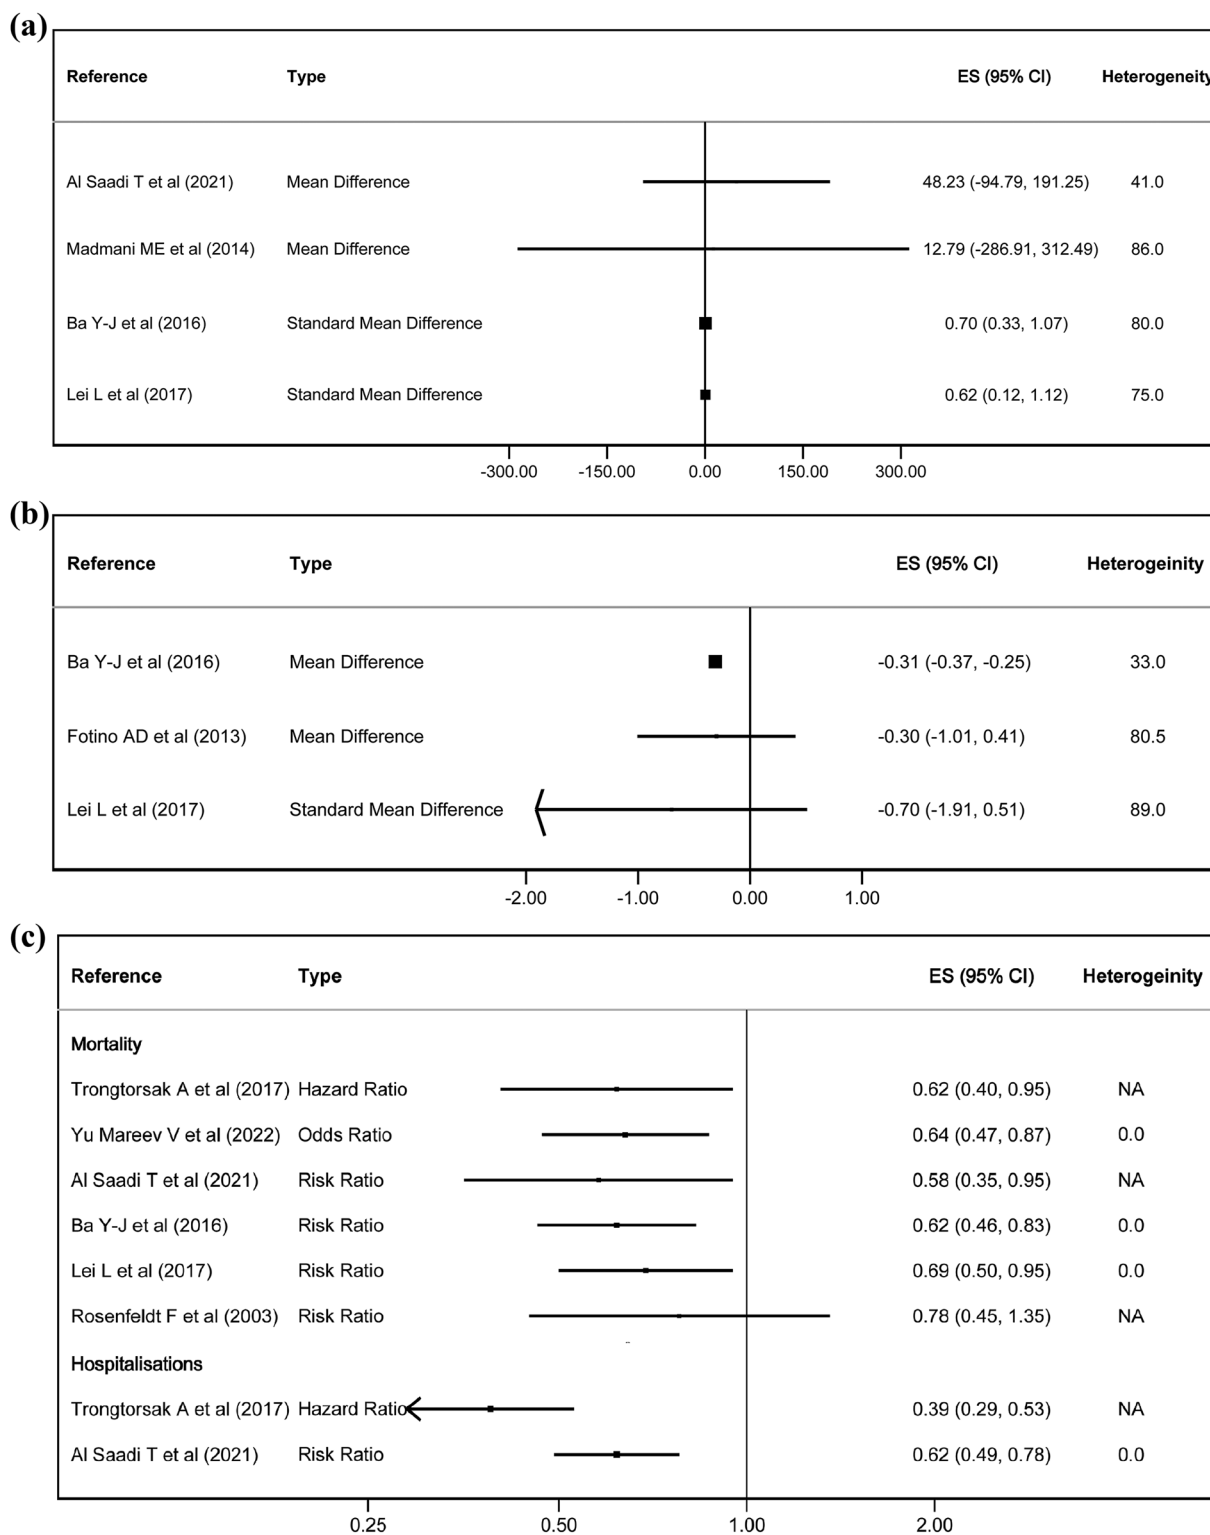 (a)
Reference Type ES (95% CI) Heterogeneity
Al Saadi T et al (2021) Mean Difference 48.23 (-94.79, 191.25) 41.0
Madmani ME et al (2014) Mean Difference 12.79 (-286.91, 312.49) 86.0
Ba Y-J et al (2016) Standard Mean Difference 0.70 (0.33, 1.07) 80.0
Lei L et al (2017) Standard Mean Difference 0.62 (0.12, 1.12) 75.0
-300.00 -150.00 0.00 150.00 300.00
(b)
Reference Type ES (95% CI) Heterogeinity
Ba Y-J et al (2016) Mean Difference -0.31 (-0.37, -0.25) 33.0
Fotino AD et al (2013) Mean Difference -0.30 (-1.01, 0.41) 80.5
Lei L et al (2017) Standard Mean Difference -0.70 (-1.91, 0.51) 89.0
-2.00 -1.00 0.00 1.00
(c)
Reference Type ES (95% CI) Heterogeinity
Mortality
Trongtorsak A et al (2017) Hazard Ratio 0.62 (0.40, 0.95) NA
Yu Mareev V et al (2022) Odds Ratio 0.64 (0.47, 0.87) 0.0
Al Saadi T et al (2021) Risk Ratio 0.58 (0.35, 0.95) NA
Ba Y-J et al (2016) Risk Ratio 0.62 (0.46, 0.83) 0.0
Lei L et al (2017) Risk Ratio 0.69 (0.50, 0.95) 0.0
Rosenfeldt F et al (2003) Risk Ratio 0.78 (0.45, 1.35) NA
Hospitalisations
Trongtorsak A et al (2017) Hazard Ratio 0.39 (0.29, 0.53) NA
Al Saadi T et al (2021) Risk Ratio 0.62 (0.49, 0.78) 0.0
0.25 0.50 1.00 2.00